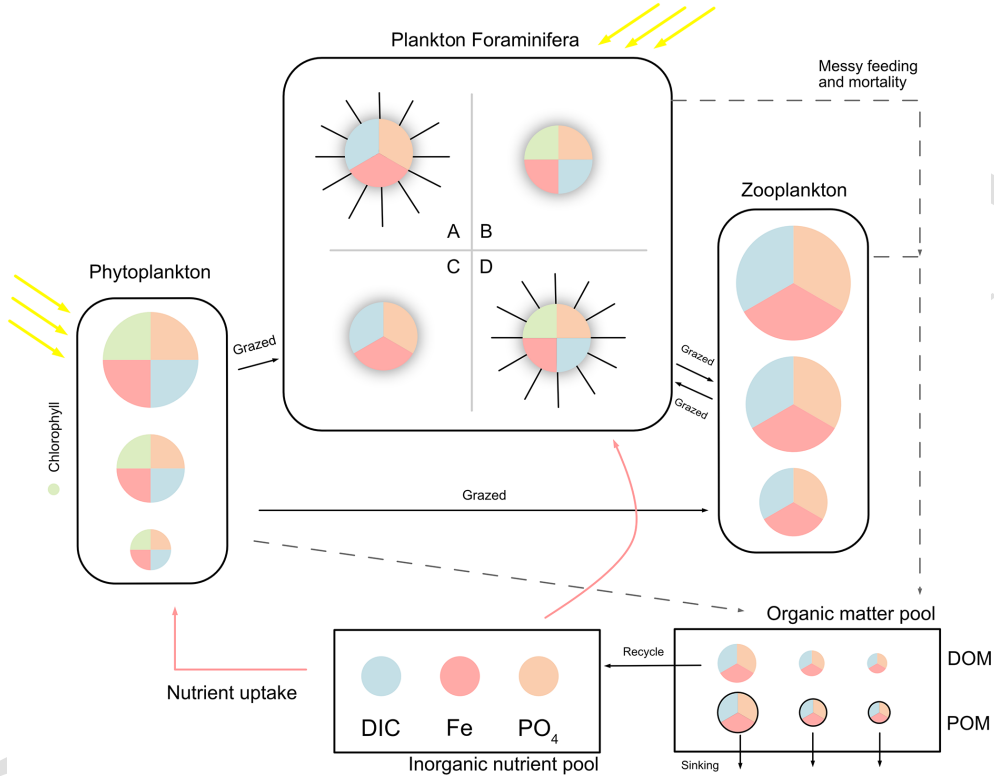 Plankton Foraminifera
Messy feeding
and mortality
A
B
C
D
Zooplankton
Phytoplankton
Grazed
Grazed
Grazed
Chlorophyll
Grazed
Organic matter pool
DOM
POM
Recycle
Sinking
Nutrient uptake
DIC
Fe
PO₄
Inorganic nutrient pool